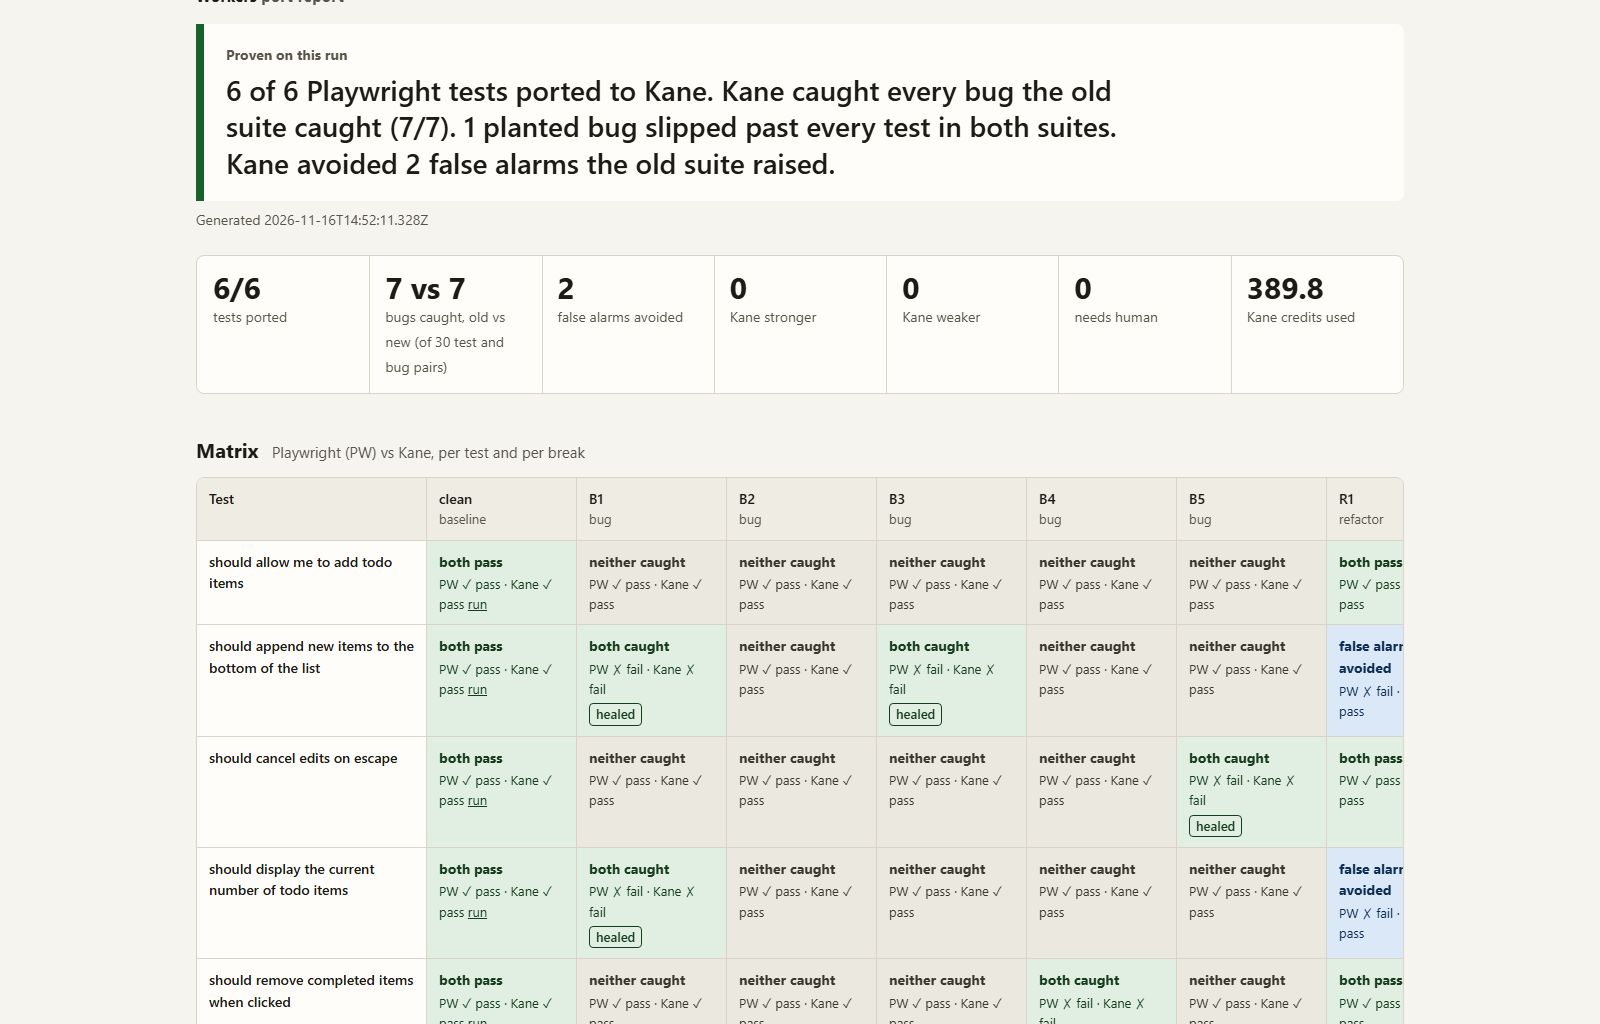 Workers port report
Proven on this run
6 of 6 Playwright tests ported to Kane. Kane caught every bug the old
suite caught (7/7). 1 planted bug slipped past every test in both suites.
Kane avoided 2 false alarms the old suite raised.
Generated 2026-11-16T14:52:11.328Z
6/6
tests ported
7 vs 7
bugs caught, old vs
new (of 30 test and
bug pairs)
2
false alarms avoided
0
Kane stronger
0
Kane weaker
0
needs human
389.8
Kane credits used
Matrix Playwright (PW) vs Kane, per test and per break
Test
clean
baseline
B1
bug
B2
bug
B3
bug
B4
bug
B5
bug
R1
refactor
should allow me to add todo
items
both pass
PW ✓ pass · Kane ✓
pass run
neither caught
PW ✓ pass · Kane ✓
pass
neither caught
PW ✓ pass · Kane ✓
pass
neither caught
PW ✓ pass · Kane ✓
pass
neither caught
PW ✓ pass · Kane ✓
pass
neither caught
PW ✓ pass · Kane ✓
pass
both pass
PW ✓ pass
pass
should append new items to the
bottom of the list
both pass
PW ✓ pass · Kane ✓
pass run
both caught
PW ✗ fail · Kane ✗
fail
healed
neither caught
PW ✓ pass · Kane ✓
pass
both caught
PW ✗ fail · Kane ✗
fail
healed
neither caught
PW ✓ pass · Kane ✓
pass
neither caught
PW ✓ pass · Kane ✓
pass
false alarm
avoided
PW ✗ fail ·
pass
should cancel edits on escape
both pass
PW ✓ pass · Kane ✓
pass run
neither caught
PW ✓ pass · Kane ✓
pass
neither caught
PW ✓ pass · Kane ✓
pass
neither caught
PW ✓ pass · Kane ✓
pass
neither caught
PW ✓ pass · Kane ✓
pass
both caught
PW ✗ fail · Kane ✗
fail
healed
both pass
PW ✓ pass
pass
should display the current
number of todo items
both pass
PW ✓ pass · Kane ✓
pass run
both caught
PW ✗ fail · Kane ✗
fail
healed
neither caught
PW ✓ pass · Kane ✓
pass
neither caught
PW ✓ pass · Kane ✓
pass
neither caught
PW ✓ pass · Kane ✓
pass
neither caught
PW ✓ pass · Kane ✓
pass
false alarm
avoided
PW ✗ fail ·
pass
should remove completed items
when clicked
both pass
PW ✓ pass · Kane ✓
pass run
neither caught
PW ✓ pass · Kane ✓
pass
neither caught
PW ✓ pass · Kane ✓
pass
neither caught
PW ✓ pass · Kane ✓
pass
both caught
PW ✗ fail · Kane ✗
fail
neither caught
PW ✓ pass · Kane ✓
pass
both pass
PW ✓ pass
pass